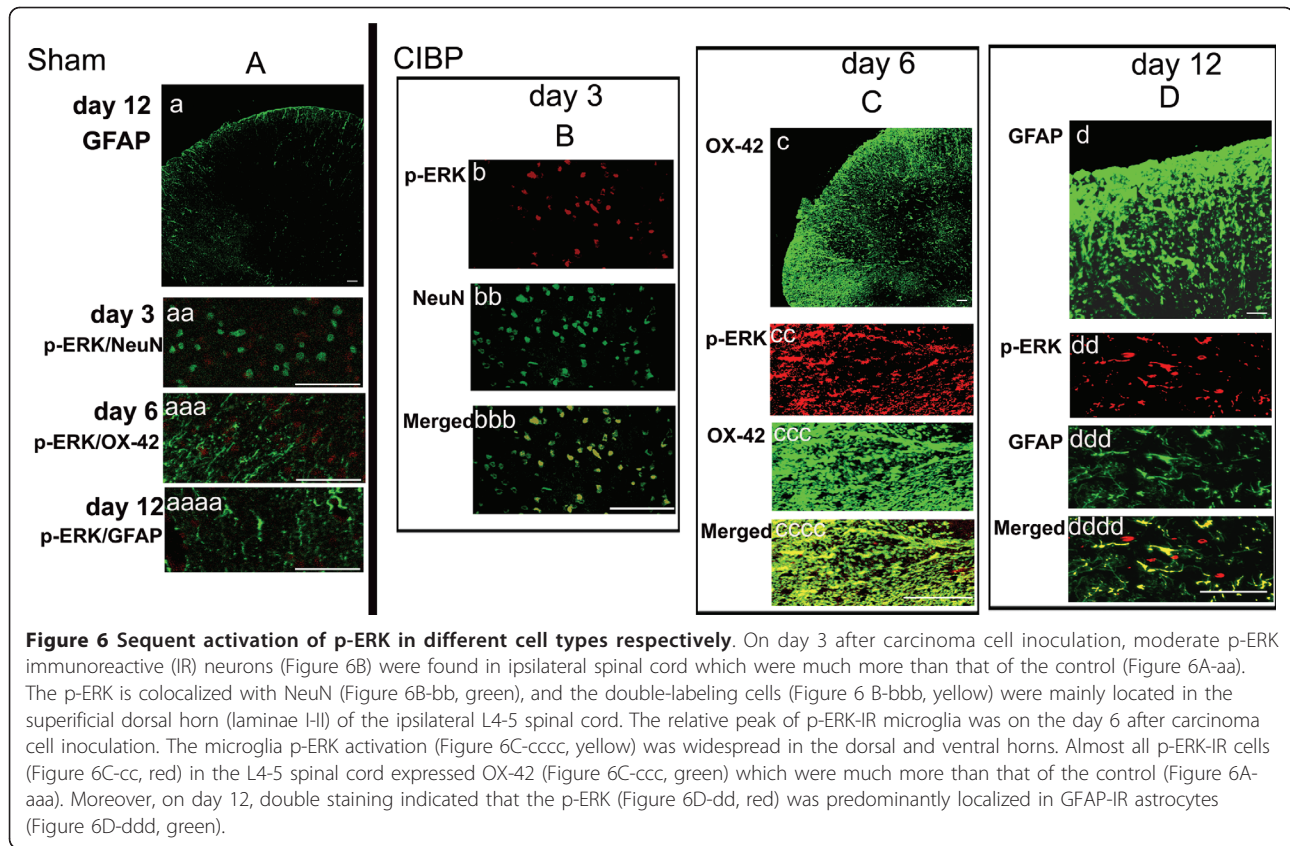 Sham
A
day 12
GFAP
a
day 3
p-ERK/NeuN
aa
day 6
p-ERK/OX-42
aaa
day 12
p-ERK/GFAP
aaaa
CIBP
day 3
B
p-ERK
b
NeuN
bb
Merged
bbb
day 6
C
OX-42
c
p-ERK
cc
OX-42
ccc
Merged
cccc
day 12
D
GFAP
d
p-ERK
dd
GFAP
ddd
Merged
dddd
Figure 6 Sequent activation of p-ERK in different cell types respectively. On day 3 after carcinoma cell inoculation, moderate p-ERK
immunoreactive (IR) neurons (Figure 6B) were found in ipsilateral spinal cord which were much more than that of the control (Figure 6A-aa).
The p-ERK is colocalized with NeuN (Figure 6B-bb, green), and the double-labeling cells (Figure 6 B-bbb, yellow) were mainly located in the
superificial dorsal horn (laminae I-II) of the ipsilateral L4-5 spinal cord. The relative peak of p-ERK-IR microglia was on the day 6 after carcinoma
cell inoculation. The microglia p-ERK activation (Figure 6C-cccc, yellow) was widespread in the dorsal and ventral horns. Almost all p-ERK-IR cells
(Figure 6C-cc, red) in the L4-5 spinal cord expressed OX-42 (Figure 6C-ccc, green) which were much more than that of the control (Figure 6A-
aaa). Moreover, on day 12, double staining indicated that the p-ERK (Figure 6D-dd, red) was predominantly localized in GFAP-IR astrocytes
(Figure 6D-ddd, green).